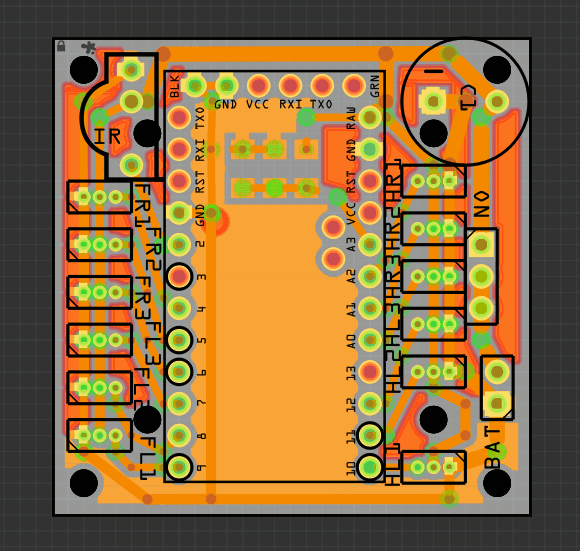 BLK
GRN
GND VCC RXI TXO
C1
IR
TXO
RXI
RST
GND
2
3
4
5
6
7
8
9
RAW
GND
RST
VCC
A3
A2
A1
A0
13
12
11
10
FR1
FR2
FR3
FL3
FL2
FL1
HR1
HR2
HR3
HL3
HL2
HL1
NO
BAT